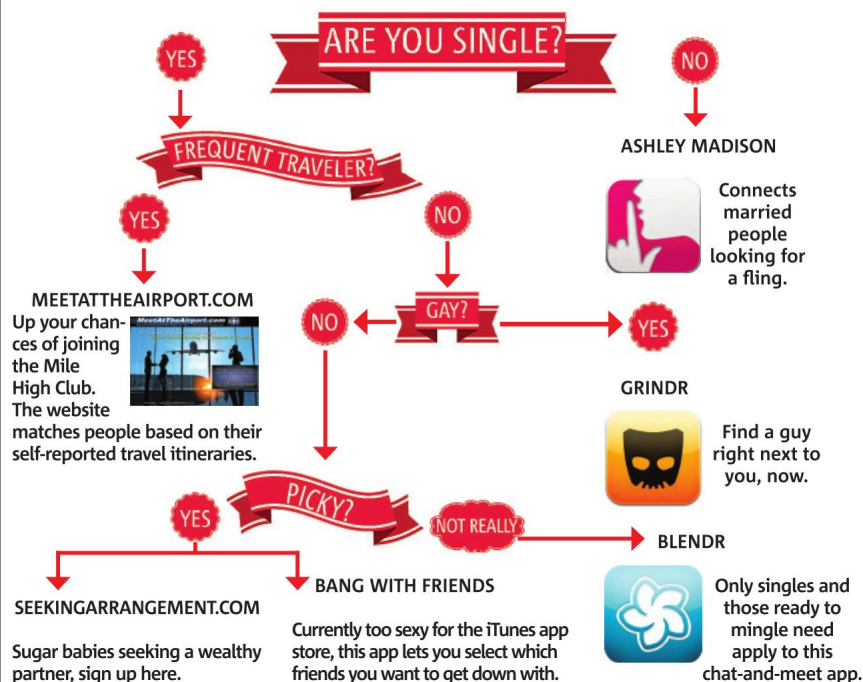 ARE YOU SINGLE?
YES
NO
FREQUENT TRAVELER?
ASHLEY MADISON
Connects
married
people
looking for
a fling.
YES
NO
MEETATTHEAIRPORT.COM
MeetAtTheAirport.com
Up your chan-
ces of joining
the Mile
High Club.
The website
matches people based on their
self-reported travel itineraries.
GAY?
NO
YES
GRINDR
Find a guy
right next to
you, now.
PICKY?
YES
NOT REALLY
BLENDR
Only singles and
those ready to
mingle need
apply to this
chat-and-meet app.
SEEKINGARRANGEMENT.COM
Sugar babies seeking a wealthy
partner, sign up here.
BANG WITH FRIENDS
Currently too sexy for the iTunes app
store, this app lets you select which
friends you want to get down with.